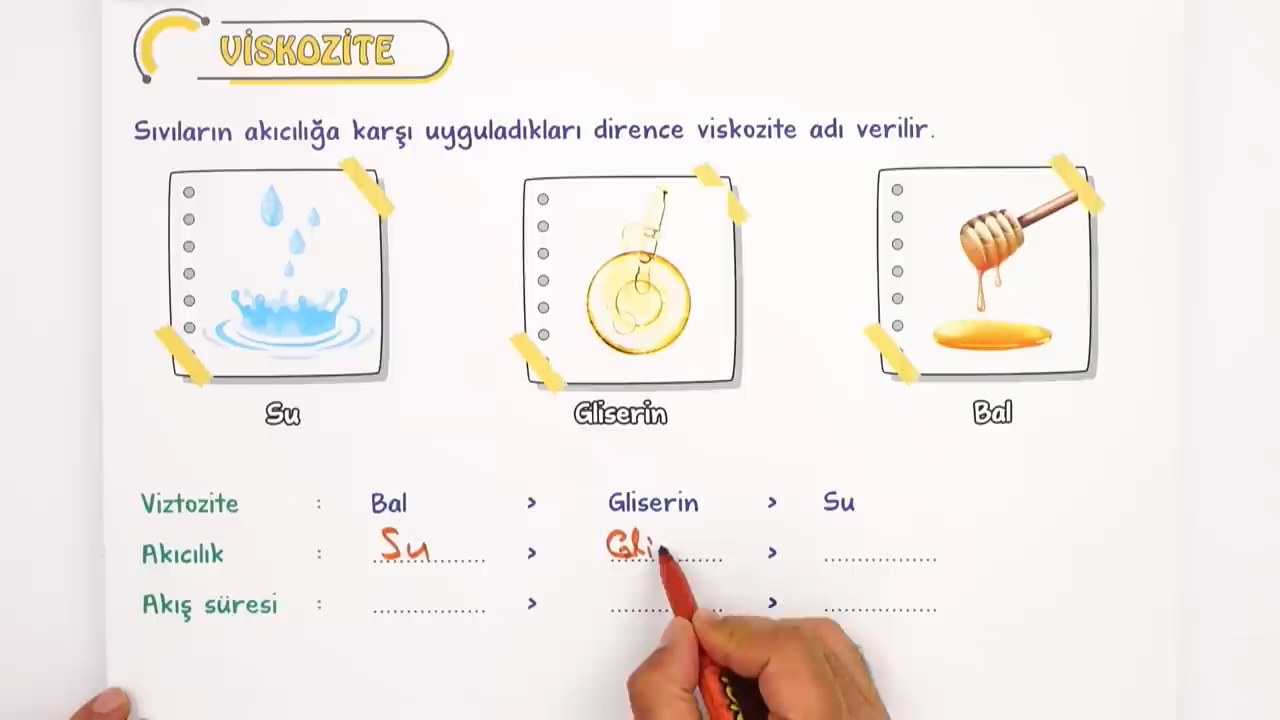 VİSKOZİTE
Sıvıların akıcılığa karşı uyguladıkları dirence viskozite adı verilir.
Su Gliserin Bal
Viztozite : Bal > Gliserin > Su
Akıcılık : Su > Gli >
Akış süresi : > >